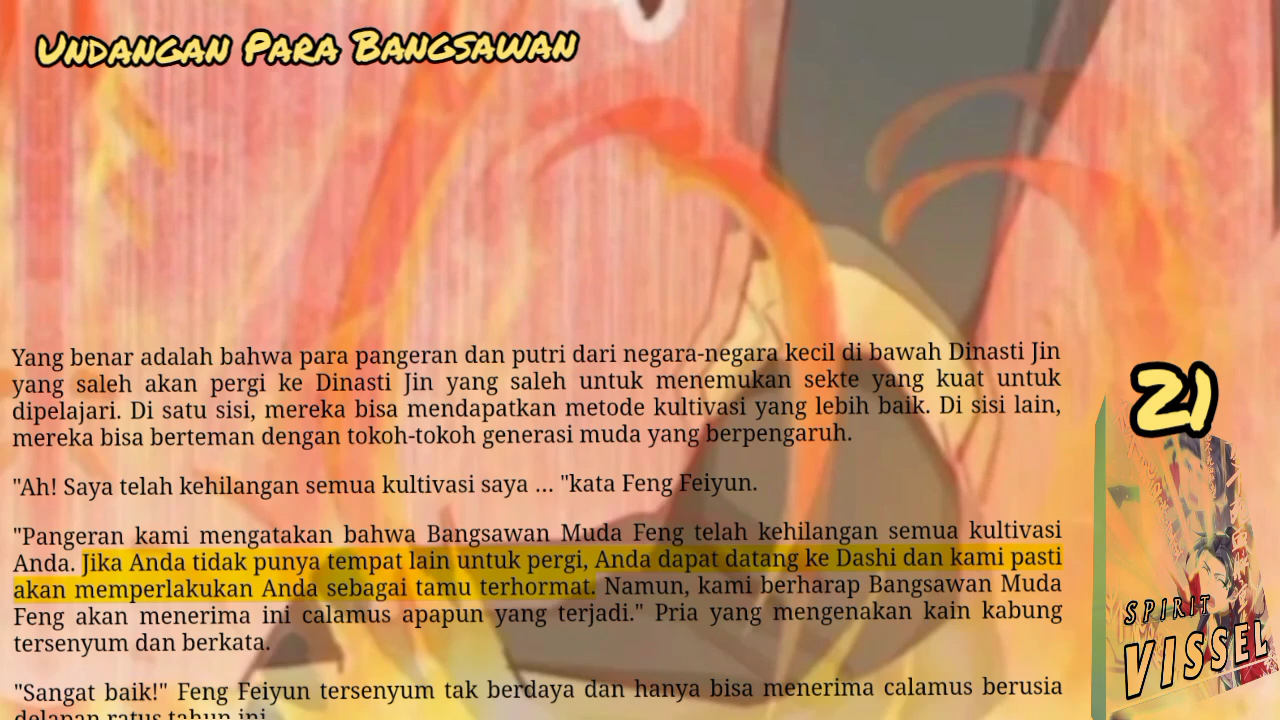 Undangan Para Bangsawan
Yang benar adalah bahwa para pangeran dan putri dari negara-negara kecil di bawah Dinasti Jin
yang saleh akan pergi ke Dinasti Jin yang saleh untuk menemukan sekte yang kuat untuk
dipelajari. Di satu sisi, mereka bisa mendapatkan metode kultivasi yang lebih baik. Di sisi lain,
mereka bisa berteman dengan tokoh-tokoh generasi muda yang berpengaruh.
"Ah! Saya telah kehilangan semua kultivasi saya ... "kata Feng Feiyun.
"Pangeran kami mengatakan bahwa Bangsawan Muda Feng telah kehilangan semua kultivasi
Anda. Jika Anda tidak punya tempat lain untuk pergi, Anda dapat datang ke Dashi dan kami pasti
akan memperlakukan Anda sebagai tamu terhormat. Namun, kami berharap Bangsawan Muda
Feng akan menerima ini calamus apapun yang terjadi." Pria yang mengenakan kain kabung
tersenyum dan berkata.
"Sangat baik!" Feng Feiyun tersenyum tak berdaya dan hanya bisa menerima calamus berusia
delapan ratus tahun ini.
21
SPIRIT
VISSEL